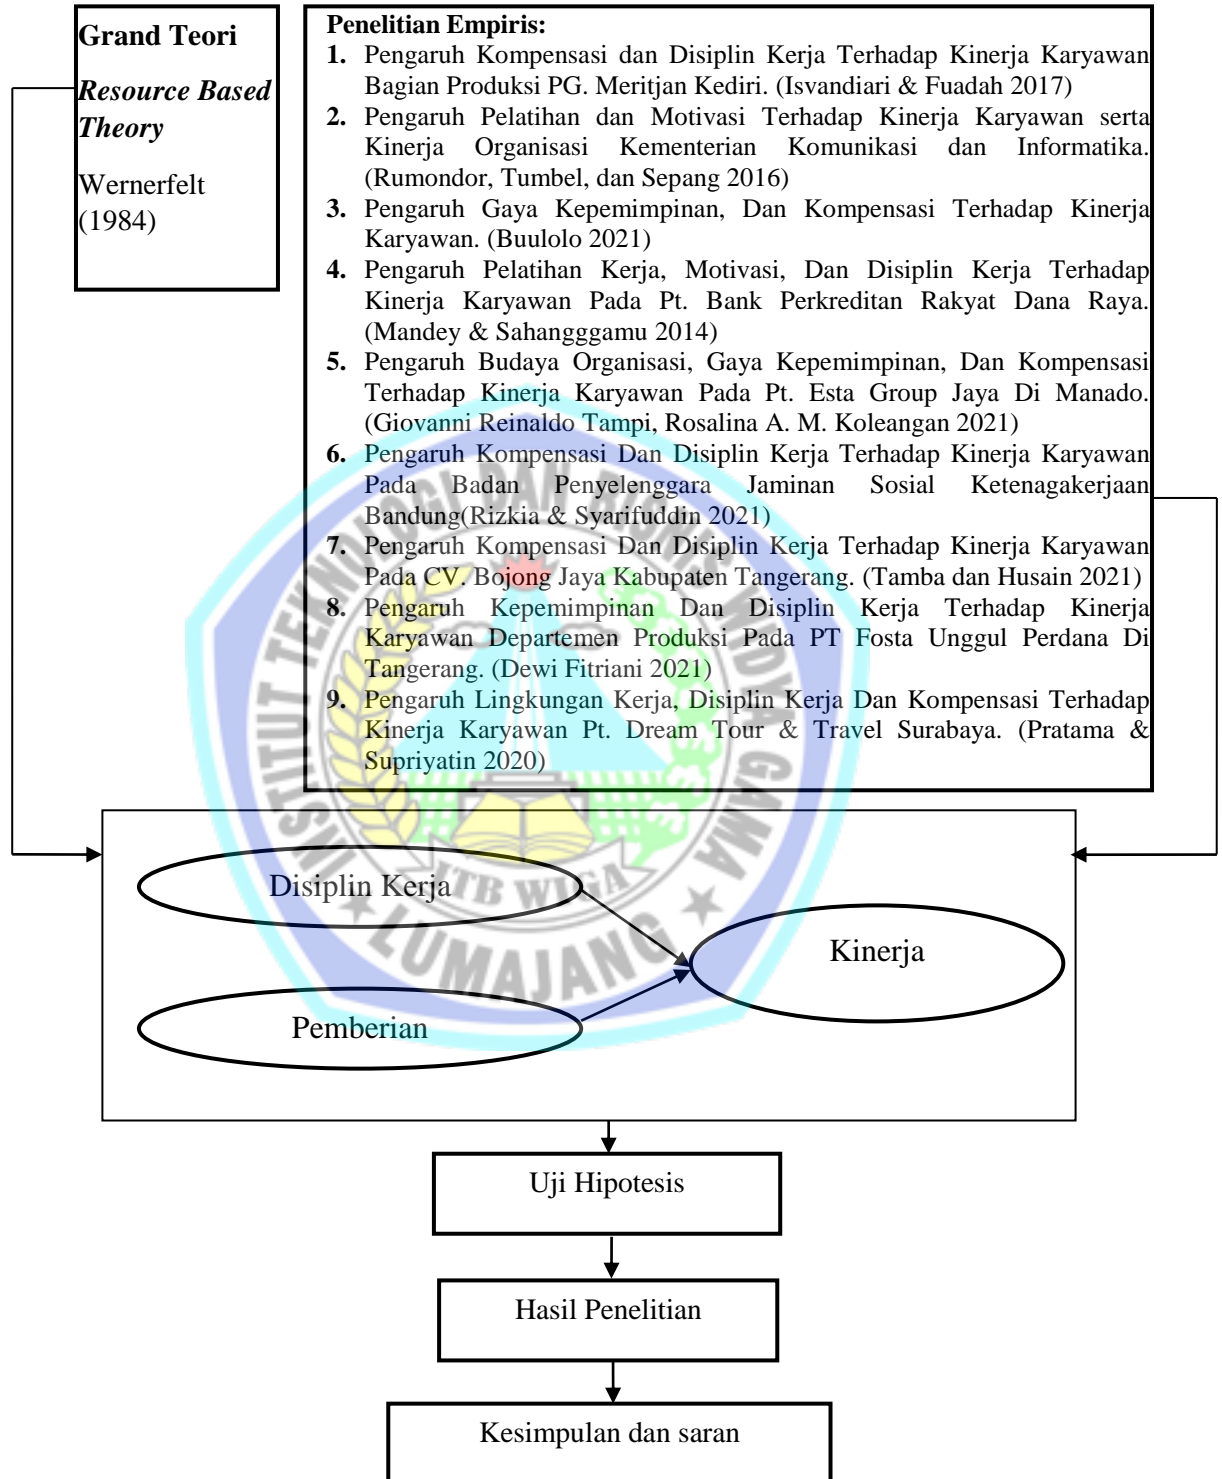 Grand Teori
Resource Based
Theory
Wernerfelt
(1984)
Penelitian Empiris:
1. Pengaruh Kompensasi dan Disiplin Kerja Terhadap Kinerja Karyawan
Bagian Produksi PG. Meritjan Kediri. (Isvandiari & Fuadah 2017)
2. Pengaruh Pelatihan dan Motivasi Terhadap Kinerja Karyawan serta
Kinerja Organisasi Kementerian Komunikasi dan Informatika.
(Rumondor, Tumbel, dan Sepang 2016)
3. Pengaruh Gaya Kepemimpinan, Dan Kompensasi Terhadap Kinerja
Karyawan. (Buulolo 2021)
4. Pengaruh Pelatihan Kerja, Motivasi, Dan Disiplin Kerja Terhadap
Kinerja Karyawan Pada Pt. Bank Perkreditan Rakyat Dana Raya.
(Mandey & Sahangggamu 2014)
5. Pengaruh Budaya Organisasi, Gaya Kepemimpinan, Dan Kompensasi
Terhadap Kinerja Karyawan Pada Pt. Esta Group Jaya Di Manado.
(Giovanni Reinaldo Tampi, Rosalina A. M. Koleangan 2021)
6. Pengaruh Kompensasi Dan Disiplin Kerja Terhadap Kinerja Karyawan
Pada Badan Penyelenggara Jaminan Sosial Ketenagakerjaan
Bandung(Rizkia & Syarifuddin 2021)
7. Pengaruh Kompensasi Dan Disiplin Kerja Terhadap Kinerja Karyawan
Pada CV. Bojong Jaya Kabupaten Tangerang. (Tamba dan Husain 2021)
8. Pengaruh Kepemimpinan Dan Disiplin Kerja Terhadap Kinerja
Karyawan Departemen Produksi Pada PT Fosta Unggul Perdana Di
Tangerang. (Dewi Fitriani 2021)
9. Pengaruh Lingkungan Kerja, Disiplin Kerja Dan Kompensasi Terhadap
Kinerja Karyawan Pt. Dream Tour & Travel Surabaya. (Pratama &
Supriyatin 2020)
INSTITUT TEKNOLOGI DAN BISNIS WIDYA GAMA
ITB WIGA
LUMAJANG
Disiplin Kerja
Kinerja
Pemberian
Uji Hipotesis
Hasil Penelitian
Kesimpulan dan saran